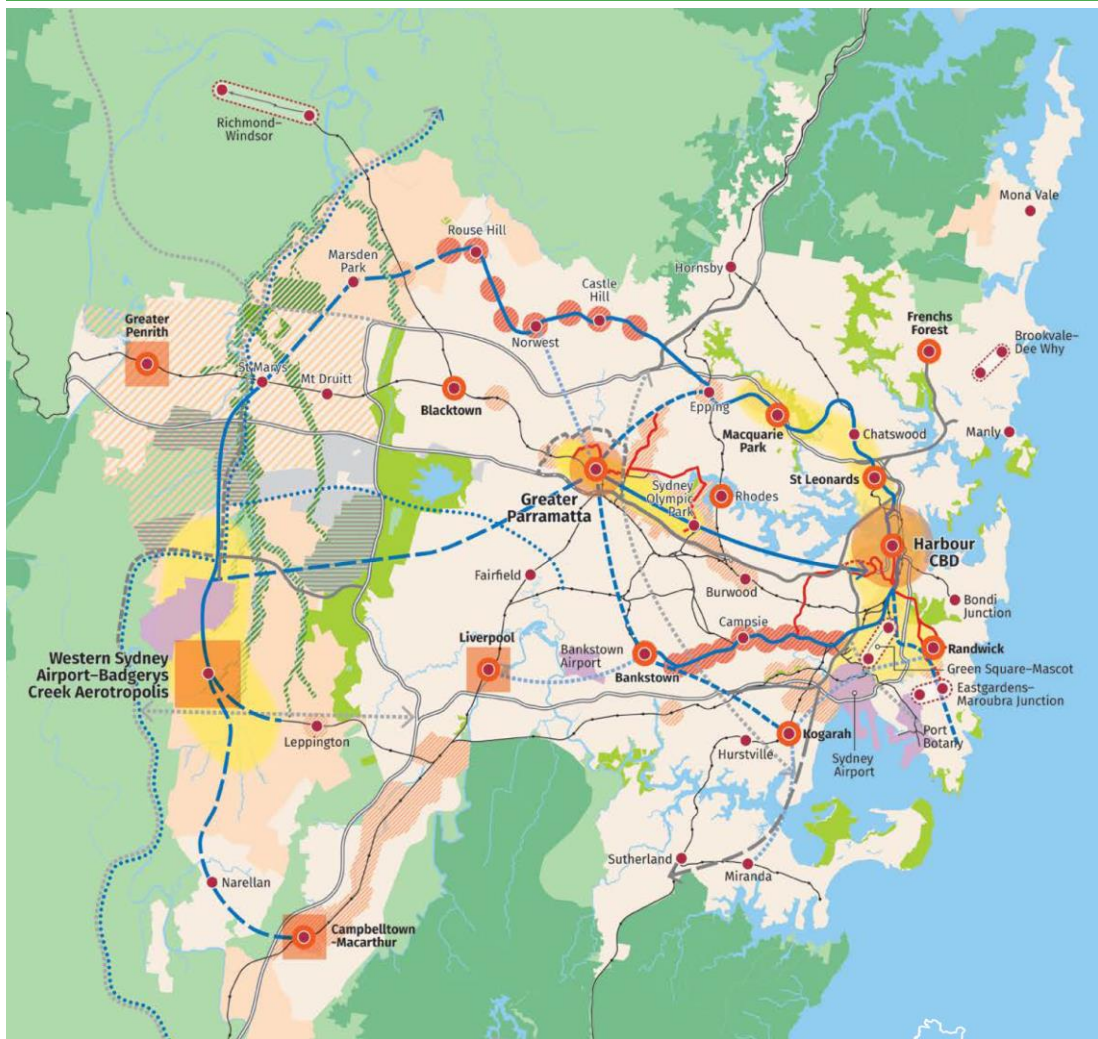 Richmond–
Windsor
Mona Vale
Rouse Hill
Marsden
Park
Hornsby
Castle
Hill
Greater
Penrith
Norwest
Frenchs
Forest
Brookvale–
Dee Why
St Marys
Mt Druitt
Blacktown
Epping
Macquarie
Park
Chatswood
Manly
St Leonards
Greater
Parramatta
Sydney
Olympic
Park
Rhodes
Harbour
CBD
Fairfield
Burwood
Bondi
Junction
Liverpool
Bankstown
Airport
Campsie
Bankstown
Randwick
Western Sydney
Airport–Badgerys
Creek Aerotropolis
Green Square–Mascot
Eastgardens–
Maroubra Junction
Leppington
Kogarah
Hurstville
Port
Botany
Sydney
Airport
Sutherland
Miranda
Narellan
Campbelltown
-Macarthur